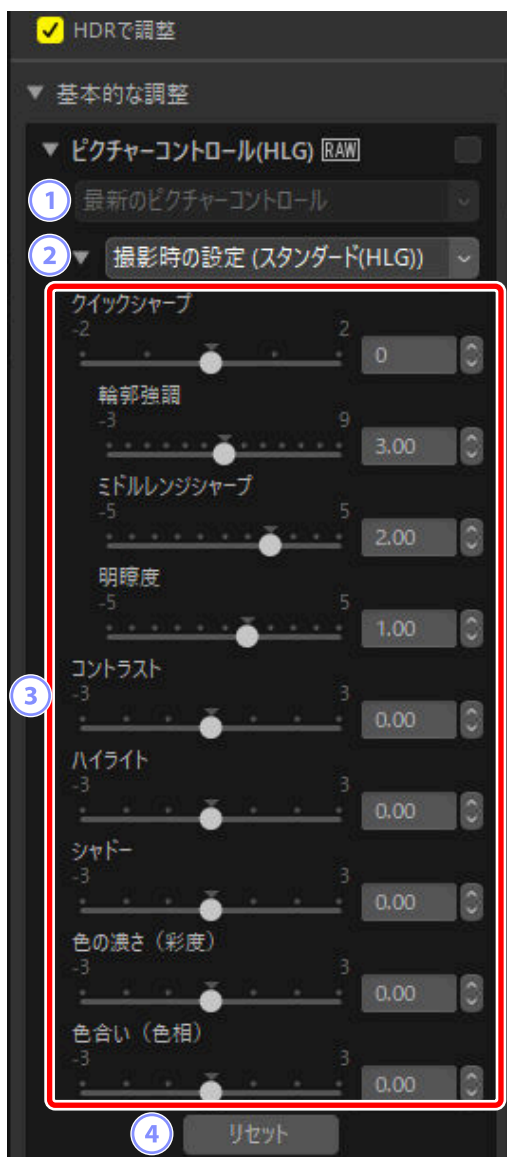 HDRで調整
基本的な調整
ピクチャーコントロール(HLG) RAW
1 最新のピクチャーコントロール
2 撮影時の設定 (スタンダード(HLG))
3
クイックシャープ
-2 2
0
輪郭強調
-3 9
3.00
ミドルレンジシャープ
-5 5
2.00
明瞭度
-5 5
1.00
コントラスト
-3 3
0.00
ハイライト
-3 3
0.00
シャドー
-3 3
0.00
色の濃さ（彩度）
-3 3
0.00
色合い（色相）
-3 3
0.00
4 リセット